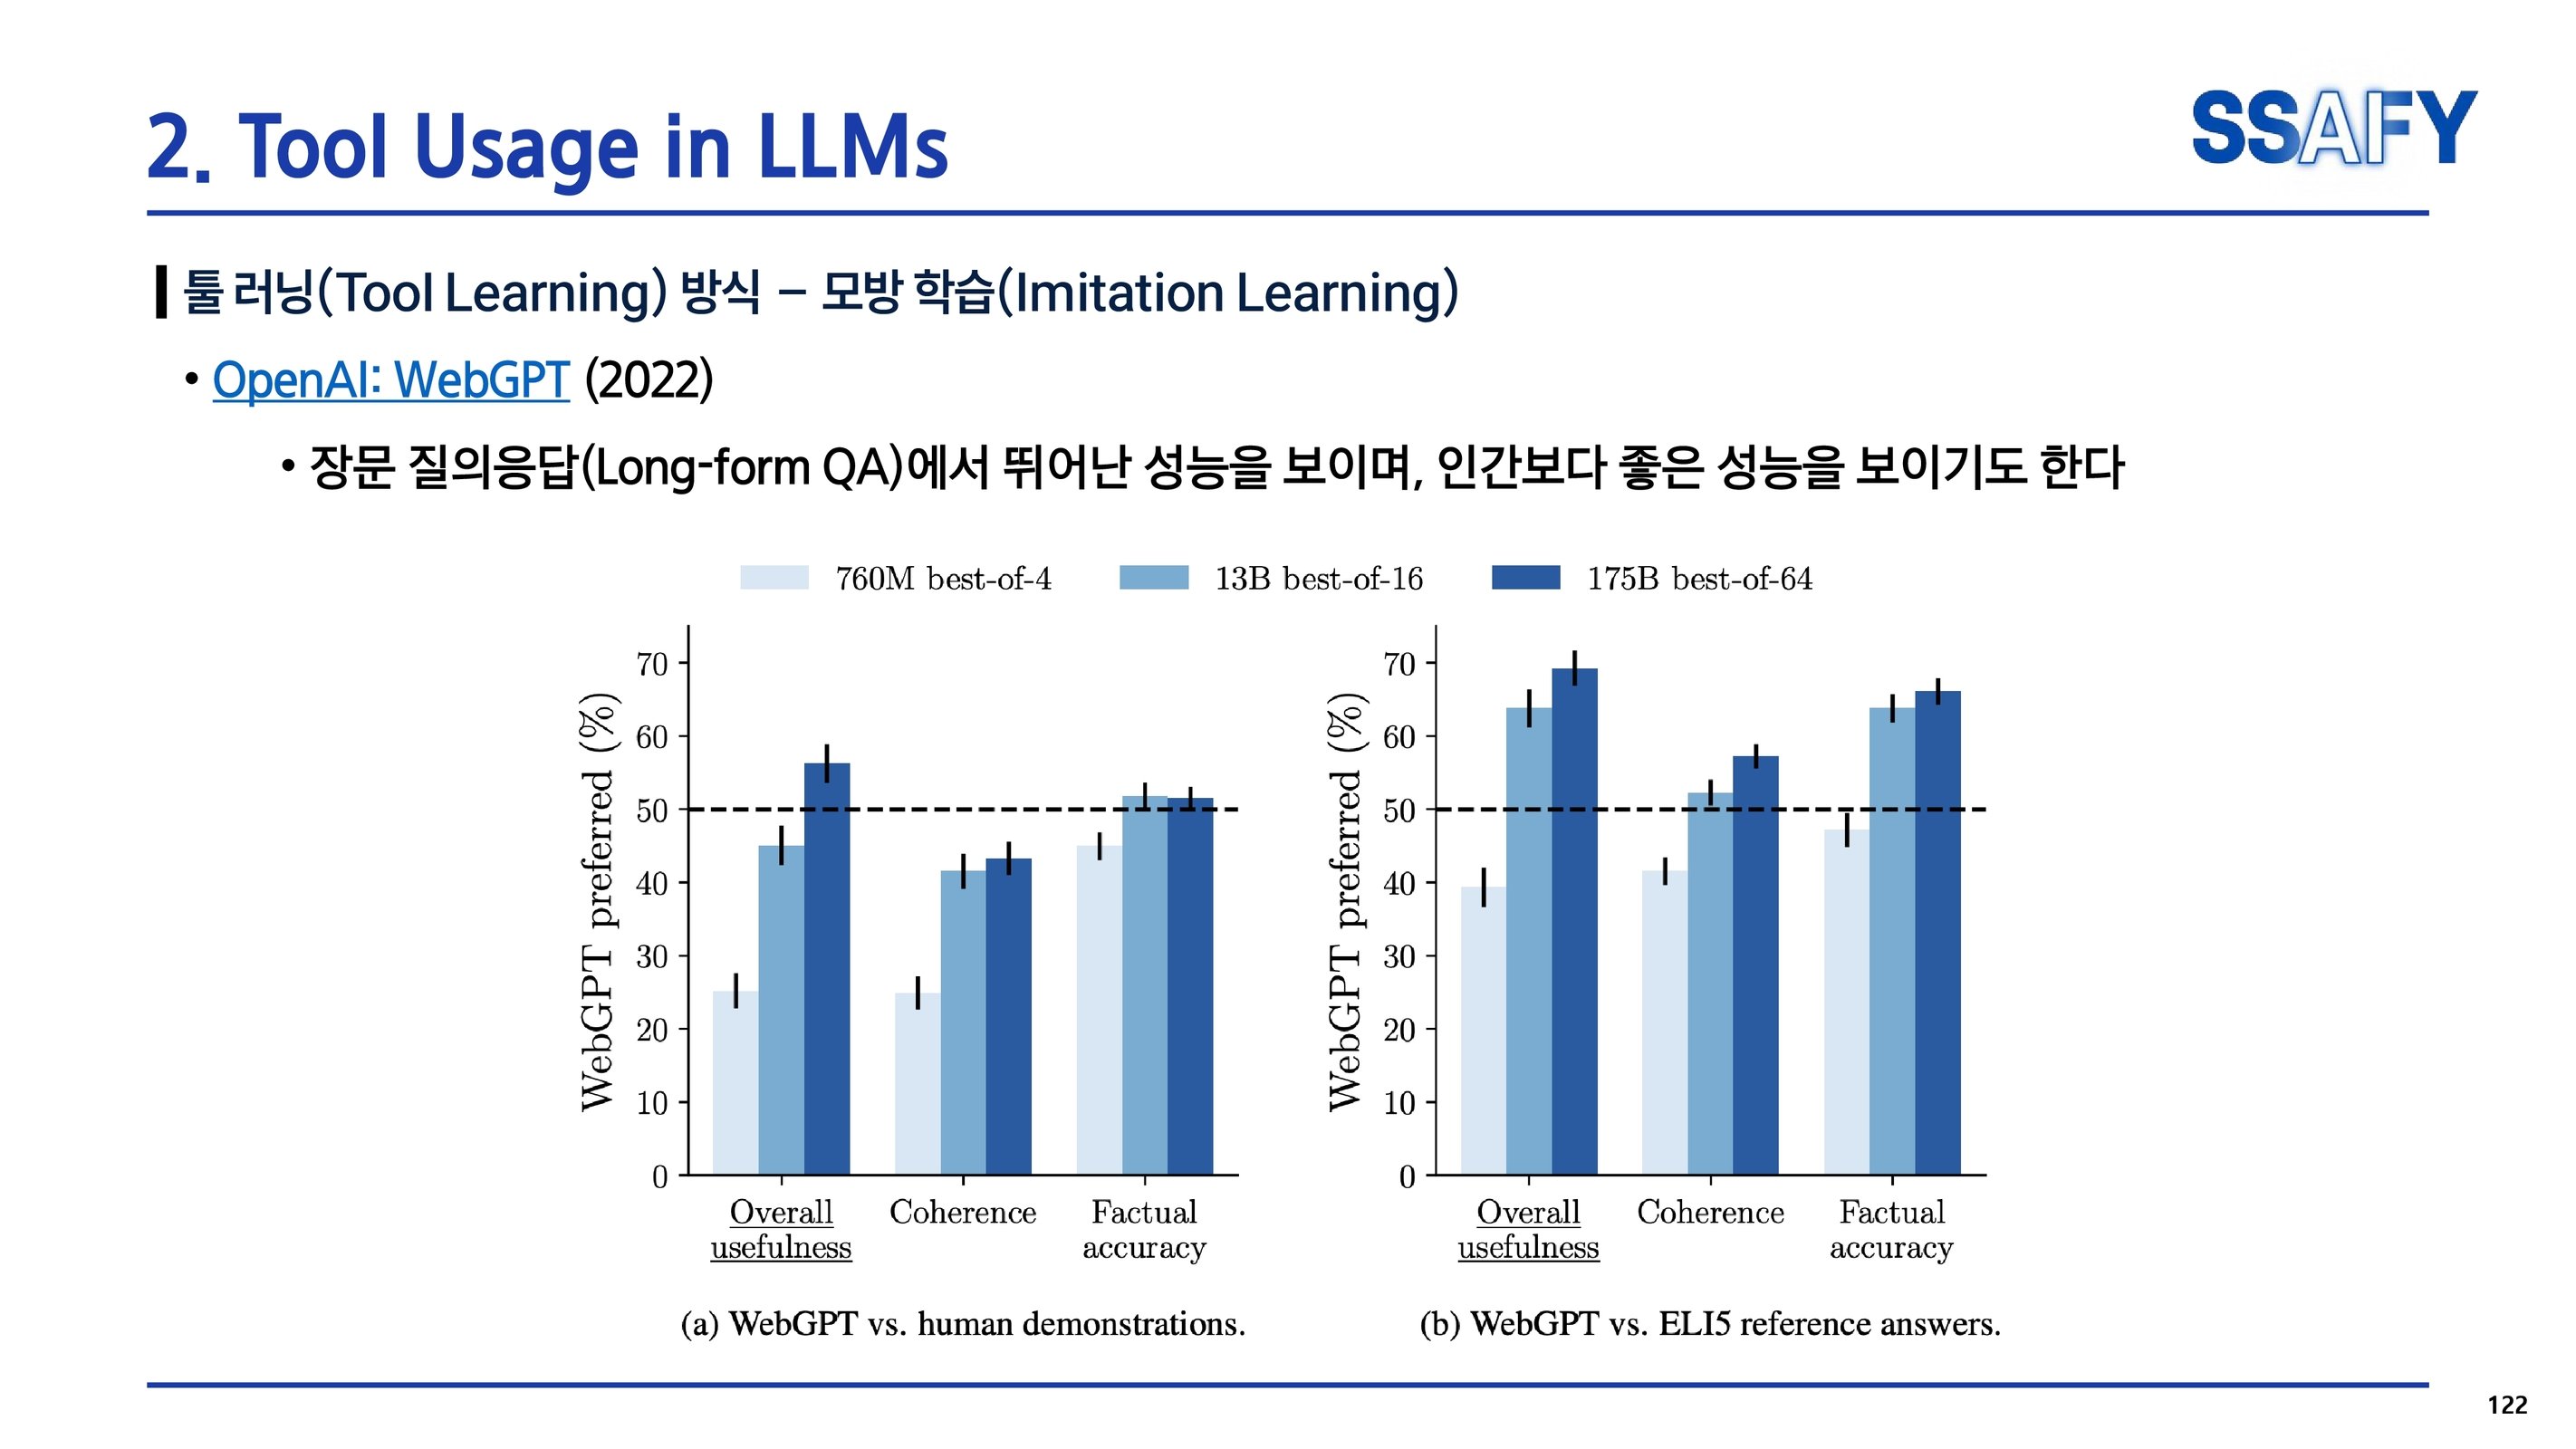 2. Tool Usage in LLMs
SSAFY
툴 러닝(Tool Learning) 방식 – 모방 학습(Imitation Learning)
• OpenAI: WebGPT (2022)
• 장문 질의응답(Long-form QA)에서 뛰어난 성능을 보이며, 인간보다 좋은 성능을 보이기도 한다
760M best-of-4
13B best-of-16
175B best-of-64
WebGPT preferred (%)
70
60
50
40
30
20
10
0
Overall
usefulness
Coherence
Factual
accuracy
(a) WebGPT vs. human demonstrations.
WebGPT preferred (%)
70
60
50
40
30
20
10
0
Overall
usefulness
Coherence
Factual
accuracy
(b) WebGPT vs. ELI5 reference answers.
122